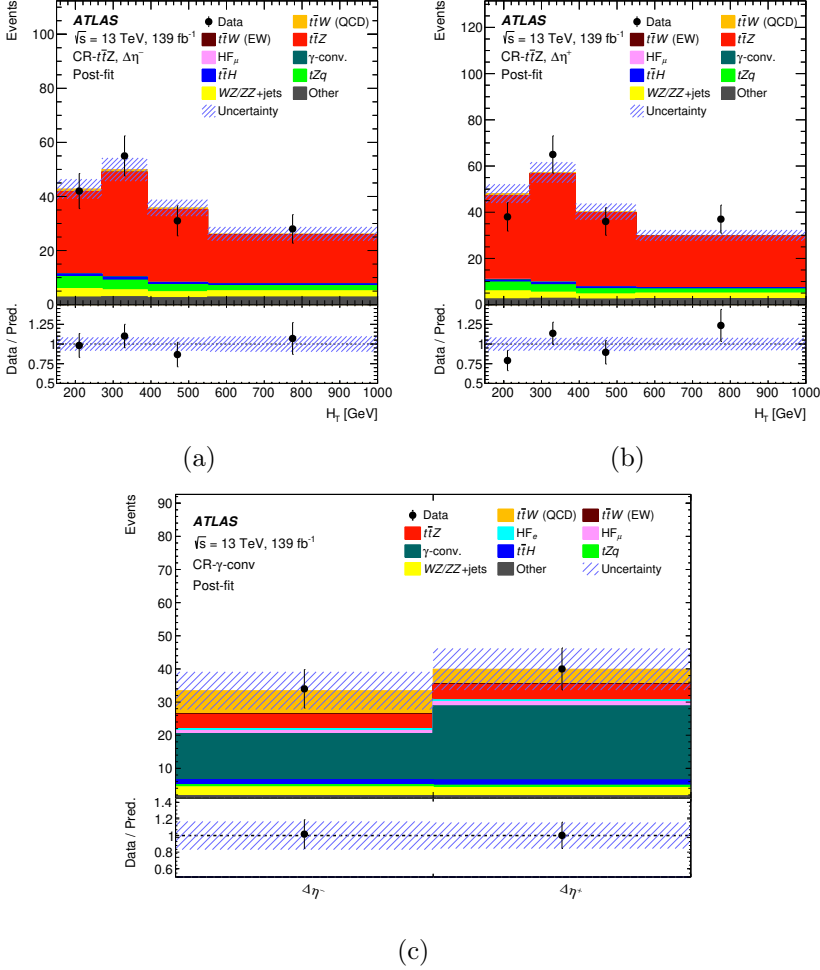 Events
100
80
60
40
20
0
ATLAS
√s = 13 TeV, 139 fb⁻¹
CR-tt̄Z, Δη⁻
Post-fit
Data
tt̄W (QCD)
tt̄W (EW)
tt̄Z
HFμ
γ-conv.
tt̄H
tZq
WZ/ZZ+jets
Other
Uncertainty
Data / Pred.
1.25
1
0.75
0.5
200 300 400 500 600 700 800 900 1000
H_T [GeV]
(a)
Events
120
100
80
60
40
20
0
ATLAS
√s = 13 TeV, 139 fb⁻¹
CR-tt̄Z, Δη⁺
Post-fit
Data
tt̄W (QCD)
tt̄W (EW)
tt̄Z
HFμ
γ-conv.
tt̄H
tZq
WZ/ZZ+jets
Other
Uncertainty
Data / Pred.
1.25
1
0.75
0.5
200 300 400 500 600 700 800 900 1000
H_T [GeV]
(b)
Events
90
80
70
60
50
40
30
20
10
ATLAS
√s = 13 TeV, 139 fb⁻¹
CR-γ-conv
Post-fit
Data
tt̄W (QCD)
tt̄W (EW)
tt̄Z
HFe
HFμ
γ-conv.
tt̄H
tZq
WZ/ZZ+jets
Other
Uncertainty
Data / Pred.
1.4
1.2
1.0
0.8
0.6
Δη⁻ Δη⁺
(c)